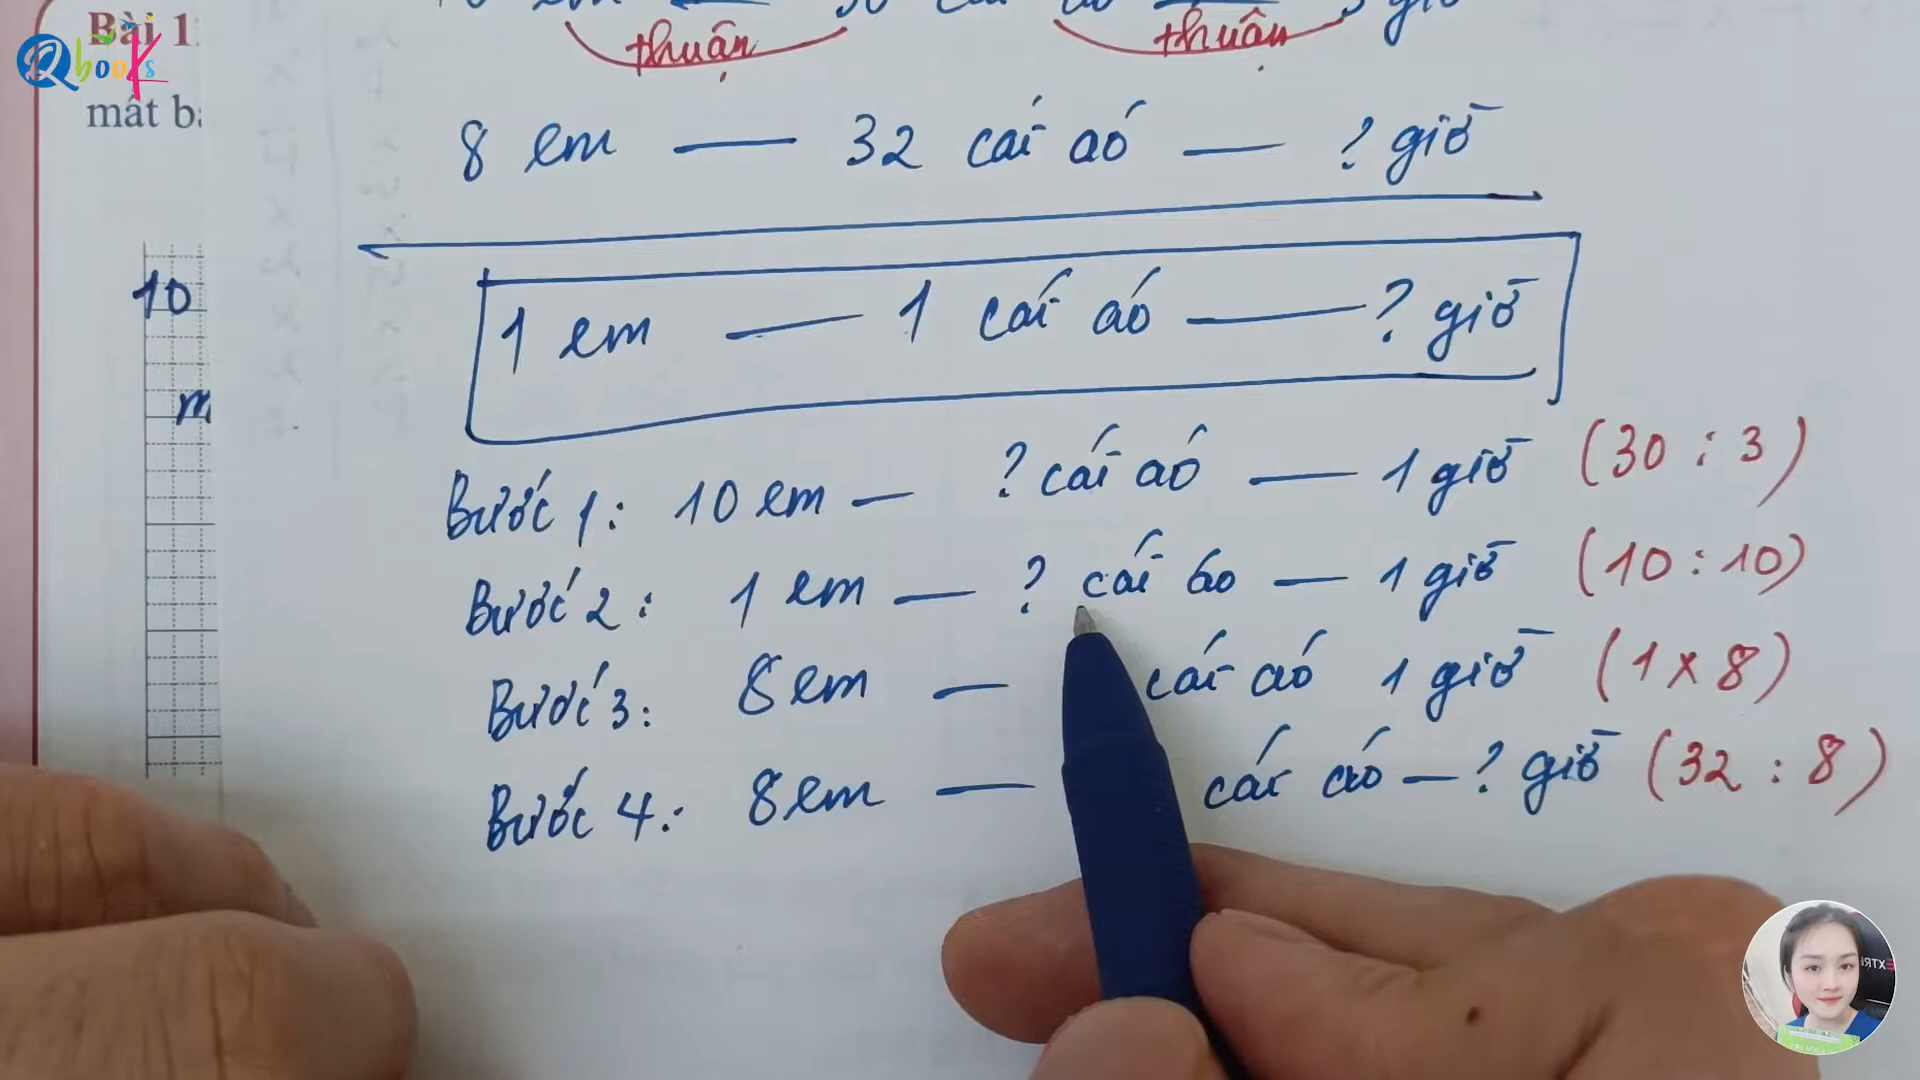 Bài 1
Qbooks
mất
thuận thuận
8 em — 32 cái áo — ? giờ
1 em — 1 cái áo — ? giờ
10
m
Bước 1: 10 em — ? cái áo — 1 giờ (30 : 3)
Bước 2: 1 em — ? cái áo — 1 giờ (10 : 10)
Bước 3: 8 em — cái áo 1 giờ (1 x 8)
Bước 4: 8 em — cái áo — ? giờ (32 : 8)